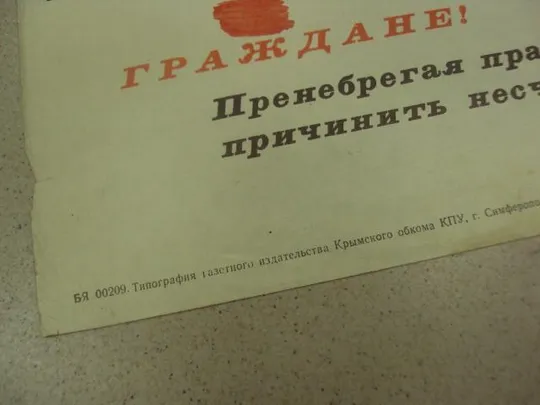 ГРАЖДАНЕ!
Пренебрегая пра
причинить несч
БЯ 00209. Типография газетного издательства Крымского обкома КПУ, г. Симферопо